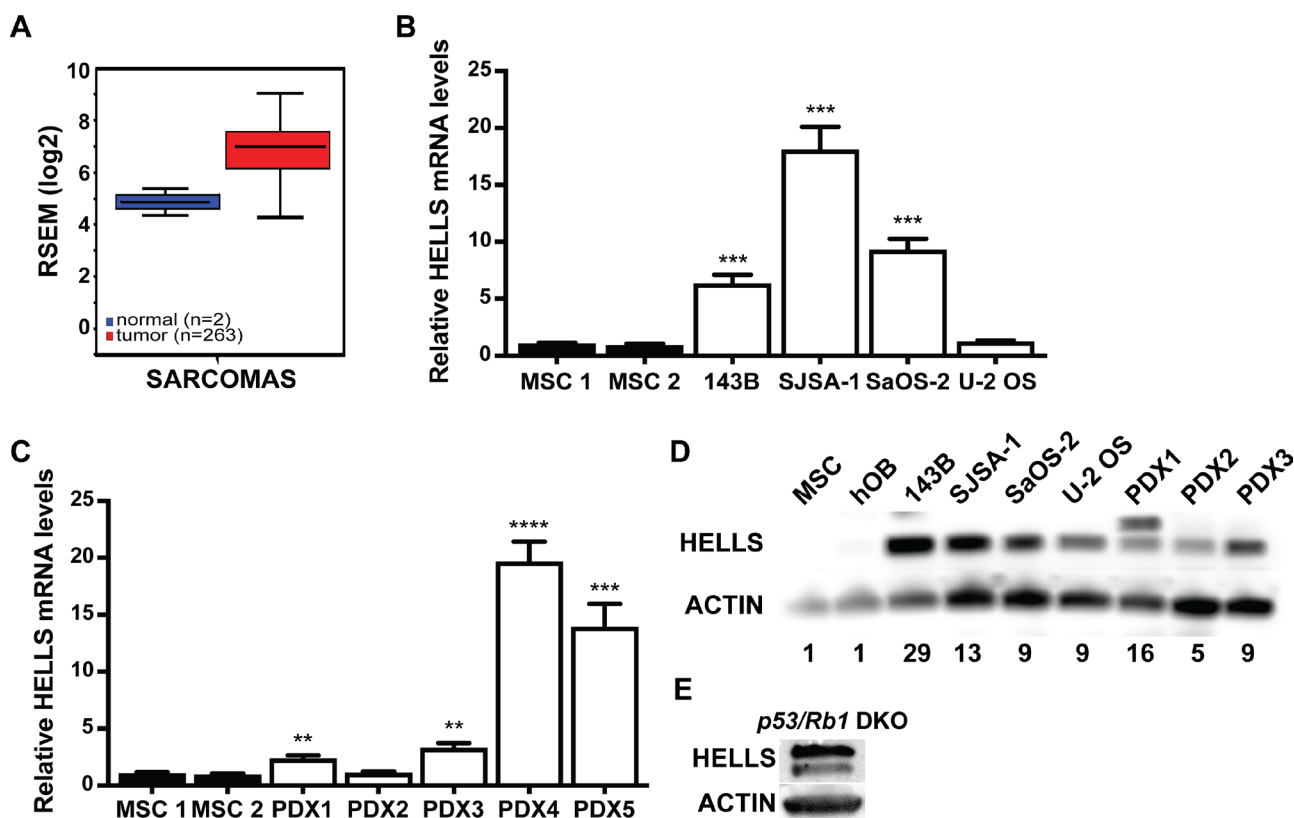 A
RSEM (log2)
10
8
6
4
2
0
normal (n=2)
tumor (n=263)
SARCOMAS
B
Relative HELLS mRNA levels
25
20
15
10
5
0
***
***
***
MSC 1 MSC 2 143B SJSA-1 SaOS-2 U-2 OS
C
Relative HELLS mRNA levels
25
20
15
10
5
0
**
**
****
***
MSC 1 MSC 2 PDX1 PDX2 PDX3 PDX4 PDX5
D
MSC hOB 143B SJSA-1 SaOS-2 U-2 OS PDX1 PDX2 PDX3
HELLS
ACTIN
1 1 29 13 9 9 16 5 9
E
p53/Rb1 DKO
HELLS
ACTIN